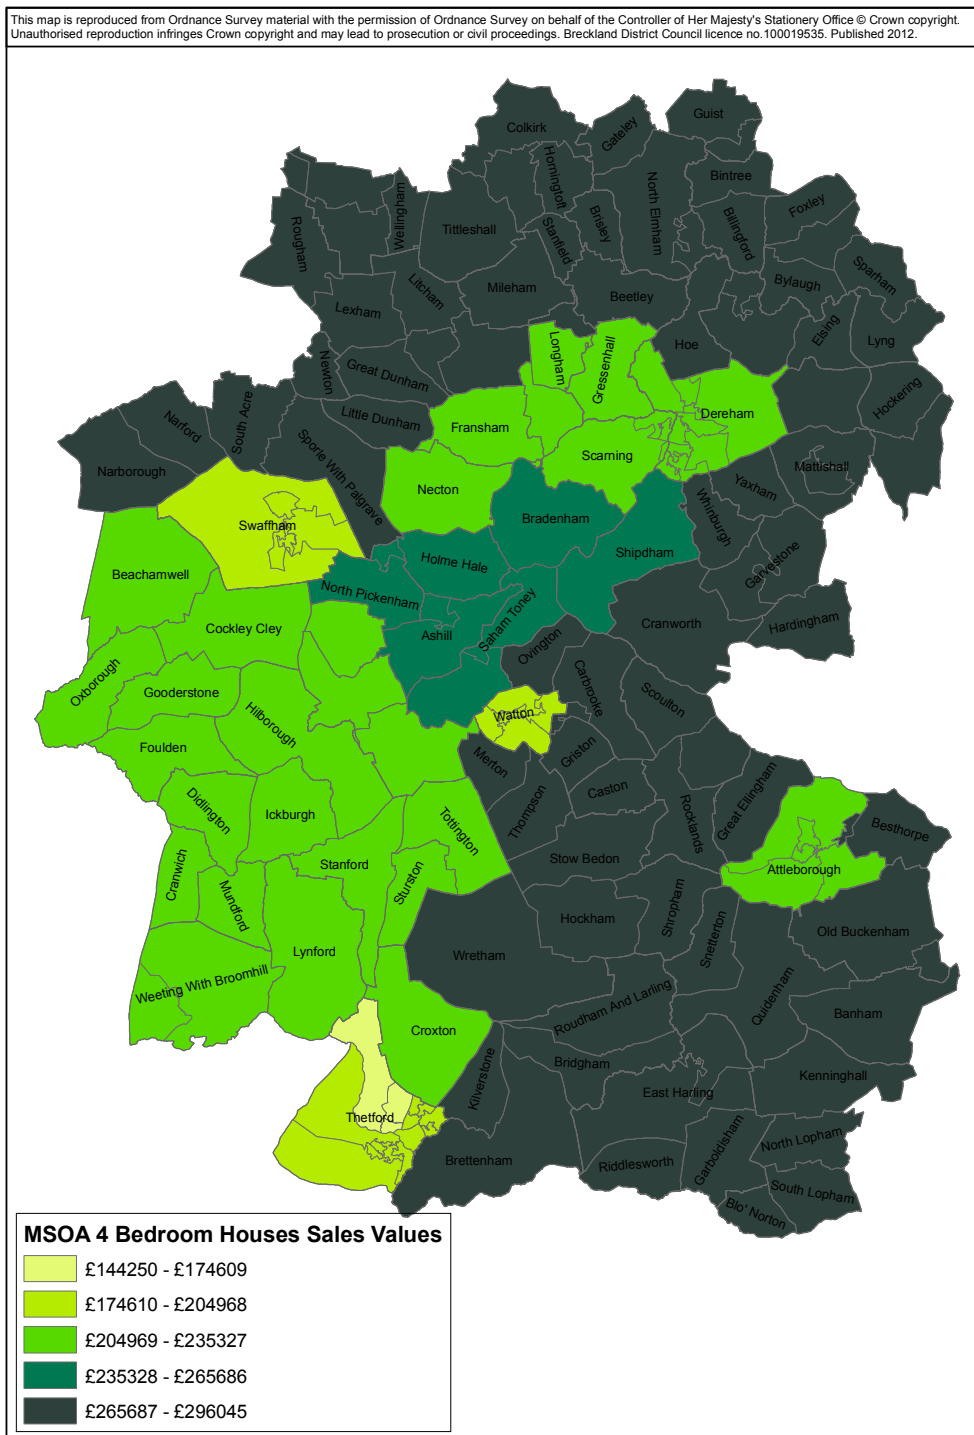 This map is reproduced from Ordnance Survey material with the permission of Ordnance Survey on behalf of the Controller of Her Majesty's Stationery Office © Crown copyright.
Unauthorised reproduction infringes Crown copyright and may lead to prosecution or civil proceedings. Breckland District Council licence no.100019535. Published 2012.
Guist
Colkirk
Gateley
Horningtoft
Bintree
North Elmham
Wellingham
Brisley
Billingford
Foxley
Rougham
Tittleshall
Stanfield
Sparham
Litcham
Mileham
Bylaugh
Beetley
Lexham
Elsing
Lyng
Hoe
Longham
Gressenhall
Newton
Great Dunham
Hockering
South Acre
Little Dunham
Dereham
Narford
Fransham
Sporle With Palgrave
Scarning
Narborough
Mattishall
Necton
Yaxham
Whinburgh
Swaffham
Bradenham
Shipdham
Holme Hale
Garvestone
Beachamwell
North Pickenham
Saham Toney
Hardingham
Cockley Cley
Ashill
Cranworth
Ovington
Oxborough
Gooderstone
Carbrooke
Scoulton
Hilborough
Watton
Foulden
Griston
Merton
Great Ellingham
Didlington
Caston
Thompson
Ickburgh
Tottington
Rocklands
Besthorpe
Stow Bedon
Stanford
Attleborough
Cranwich
Sturston
Mundford
Hockham
Shropham
Snetterton
Old Buckenham
Lynford
Wretham
Weeting With Broomhill
Quidenham
Roudham And Larling
Banham
Croxton
Bridgham
Kilverstone
Kenninghall
East Harling
Thetford
Garboldisham
North Lopham
Brettenham
Riddlesworth
South Lopham
Blo' Norton
MSOA 4 Bedroom Houses Sales Values
£144250 - £174609
£174610 - £204968
£204969 - £235327
£235328 - £265686
£265687 - £296045